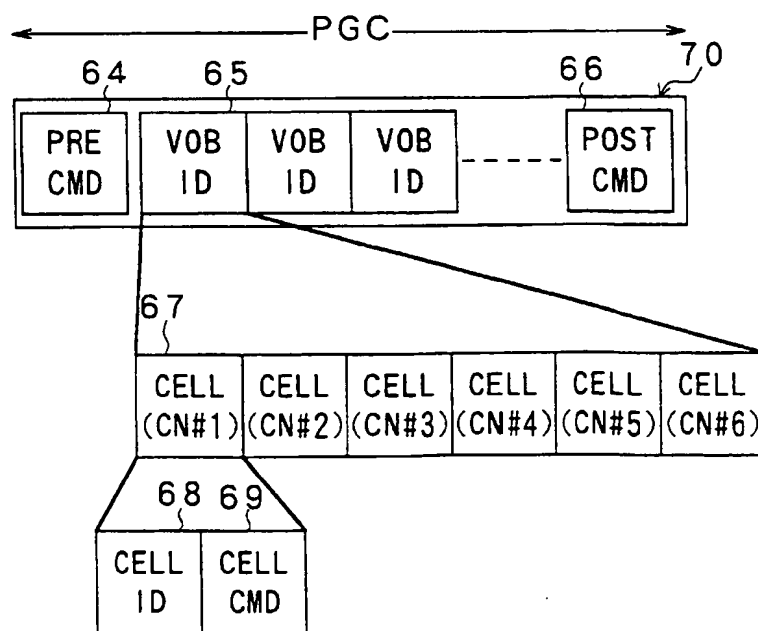 PGC
64 65 66 70
PRE VOB VOB VOB POST
CMD ID ID ID CMD
67
CELL CELL CELL CELL CELL CELL
(CN#1) (CN#2) (CN#3) (CN#4) (CN#5) (CN#6)
68 69
CELL CELL
ID CMD